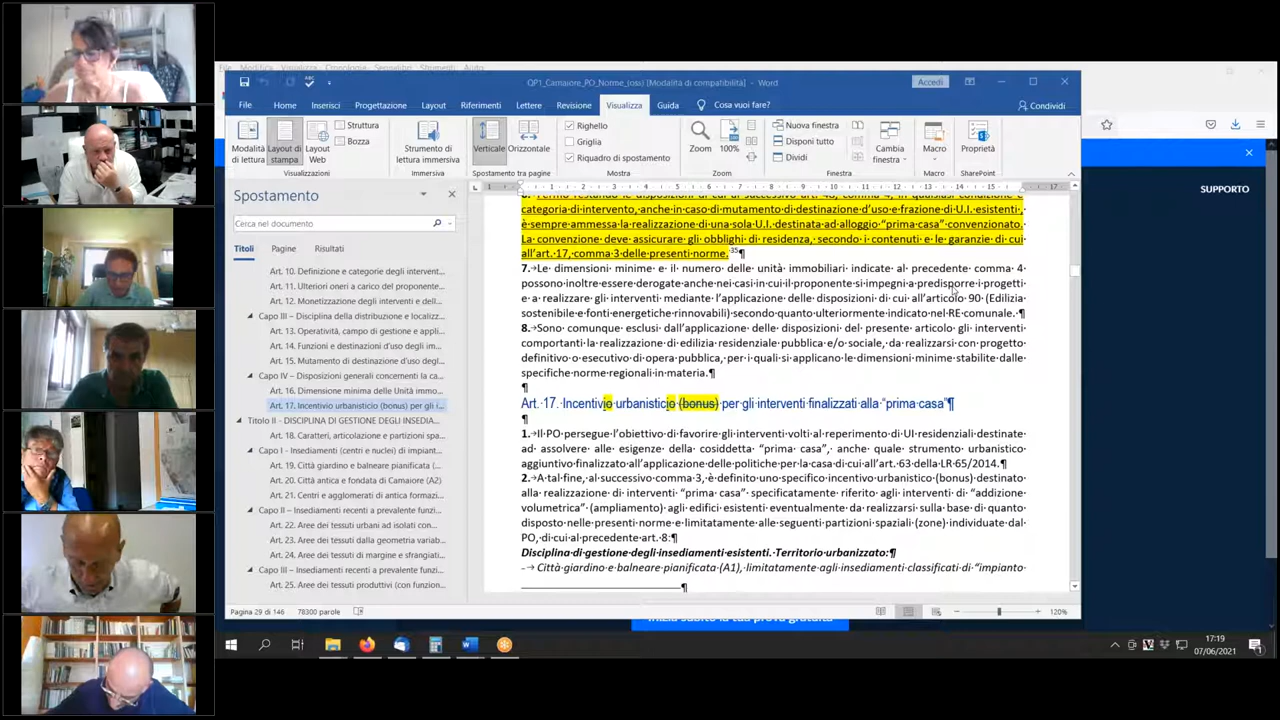 File Modifica Visualizza Cronologia Segnalibri Strumenti Aiuto
QP1_Camaiore_PO_Norme_(oss) [Modalità di compatibilità] - Word
Accedi
File Home Inserisci Progettazione Layout Riferimenti Lettere Revisione Visualizza Guida Cosa vuoi fare? Condividi
Modalità di lettura
Layout di stampa
Layout Web
Struttura
Bozza
Visualizzazioni
Strumento di lettura immersiva
Immersiva
Verticale Orizzontale
Spostamento tra pagine
Righello
Griglia
Riquadro di spostamento
Mostra
Zoom 100%
Zoom
Nuova finestra
Disponi tutto
Dividi
Cambia finestra
Finestra
Macro
Macro
Proprietà
SharePoint
SUPPORTO
Spostamento
Cerca nel documento
Titoli Pagine Risultati
Art. 10. Definizione e categorie degli intervent...
Art. 11. Ulteriori oneri a carico del proponente...
Art. 12. Monetizzazione degli interventi e dell...
Capo III – Disciplina della distribuzione e localizz...
Art. 13. Operatività, campo di gestione e appli...
Art. 14. Funzioni e destinazioni d'uso degli im...
Art. 15. Mutamento di destinazione d'uso degl...
Capo IV – Disposizioni generali concernenti la ca...
Art. 16. Dimensione minima delle Unità immo...
Art. 17. Incentivo urbanisticio (bonus) per gli i...
Titolo II - DISCIPLINA DI GESTIONE DEGLI INSEDIA...
Art. 18. Caratteri, articolazione e partizioni spa...
Capo I - Insediamenti (centri e nuclei) di impiant...
Art. 19. Città giardino e balneare pianificata (...
Art. 20. Città antica e fondata di Camaiore (A2)
Art. 21. Centri e agglomerati di antica formazi...
Capo II – Insediamenti recenti a prevalente funzi...
Art. 22. Aree dei tessuti urbani ad isolati con...
Art. 23. Aree dei tessuti dalla geometria variab...
Art. 24. Aree dei tessuti di margine e sfrangiati...
Capo III – Insediamenti recenti a prevalente funzi...
Art. 25. Aree dei tessuti produttivi (con funzion...
categoria di intervento, anche in caso di mutamento di destinazione d'uso e frazione di U.I. esistenti,
è sempre ammessa la realizzazione di una sola U.I. destinata ad alloggio "prima casa" convenzionato.
La convenzione deve assicurare gli obblighi di residenza, secondo i contenuti e le garanzie di cui
all'art. 17, comma 3 delle presenti norme.35¶
7.→Le dimensioni minime e il numero delle unità immobiliari indicate al precedente comma 4
possono inoltre essere derogate anche nei casi in cui il proponente si impegni a predisporre i progetti
e a realizzare gli interventi mediante l'applicazione delle disposizioni di cui all'articolo 90 (Edilizia
sostenibile e fonti energetiche rinnovabili) secondo quanto ulteriormente indicato nel RE comunale. ¶
8.→Sono comunque esclusi dall'applicazione delle disposizioni del presente articolo gli interventi
comportanti la realizzazione di edilizia residenziale pubblica e/o sociale, da realizzarsi con progetto
definitivo o esecutivo di opera pubblica, per i quali si applicano le dimensioni minime stabilite dalle
specifiche norme regionali in materia.¶
¶
Art. 17. Incentivio urbanisticio (bonus) per gli interventi finalizzati alla "prima casa"¶
¶
1.→Il PO persegue l'obiettivo di favorire gli interventi volti al reperimento di UI residenziali destinate
ad assolvere alle esigenze della cosiddetta "prima casa", anche quale strumento urbanistico
aggiuntivo finalizzato all'applicazione delle politiche per la casa di cui all'art. 63 della LR 65/2014.¶
2.→A tal fine, al successivo comma 3, è definito uno specifico incentivo urbanistico (bonus) destinato
alla realizzazione di interventi "prima casa" specificatamente riferito agli interventi di "addizione
volumetrica" (ampliamento) agli edifici esistenti eventualmente da realizzarsi sulla base di quanto
disposto nelle presenti norme e limitatamente alle seguenti partizioni spaziali (zone) individuate dal
PO, di cui al precedente art. 8:¶
Disciplina di gestione degli insediamenti esistenti. Territorio urbanizzato:¶
-→Città giardino e balneare pianificata (A1), limitatamente agli insediamenti classificati di "impianto
¶
Pagina 29 di 146 78300 parole 120%
Inizia subito la tua prova gratuita
17:19
07/06/2021